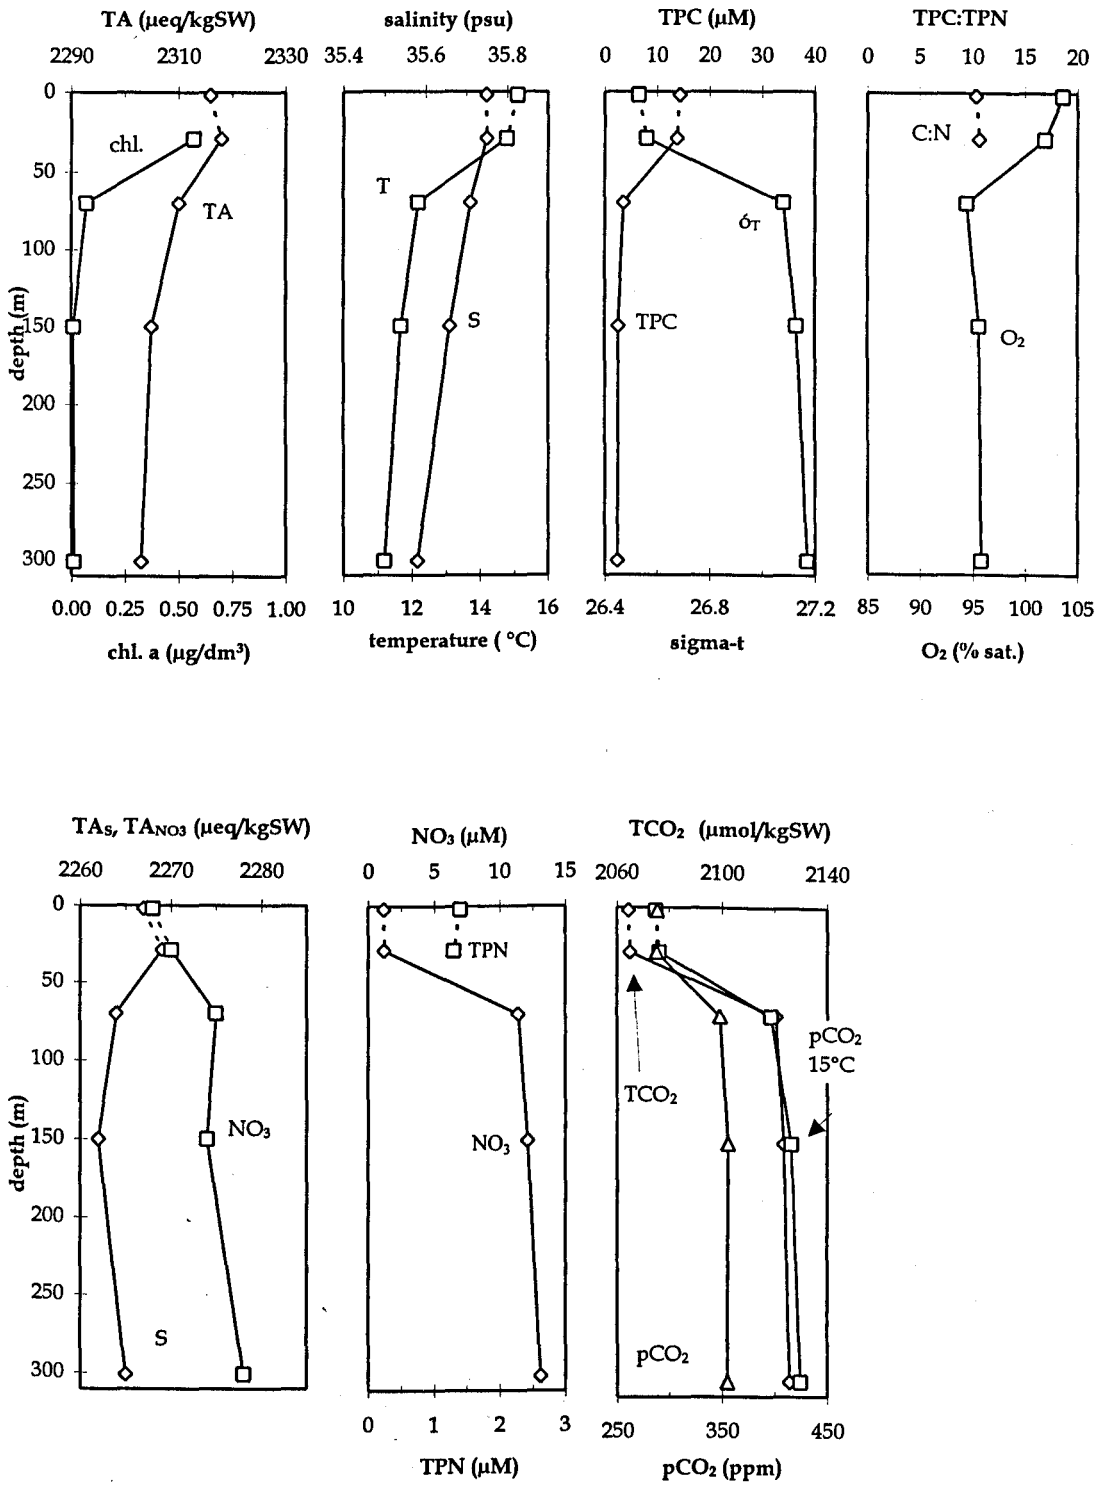 TA (µeq/kgSW)
2290 2310 2330
0
50
100
150
200
250
300
depth (m)
chl.
TA
0.00 0.25 0.50 0.75 1.00
chl. a (µg/dm³)
salinity (psu)
35.4 35.6 35.8
T
S
10 12 14 16
temperature ( °C)
TPC (µM)
0 10 20 30 40
óT
TPC
26.4 26.8 27.2
sigma-t
TPC:TPN
0 5 10 15 20
C:N
O₂
85 90 95 100 105
O₂ (% sat.)
TAS, TANO3 (µeq/kgSW)
2260 2270 2280
0
50
100
150
200
250
300
depth (m)
NO₃
S
NO₃ (µM)
0 5 10 15
TPN
NO₃
0 1 2 3
TPN (µM)
TCO₂ (µmol/kgSW)
2060 2100 2140
pCO₂
15°C
TCO₂
pCO₂
250 350 450
pCO₂ (ppm)